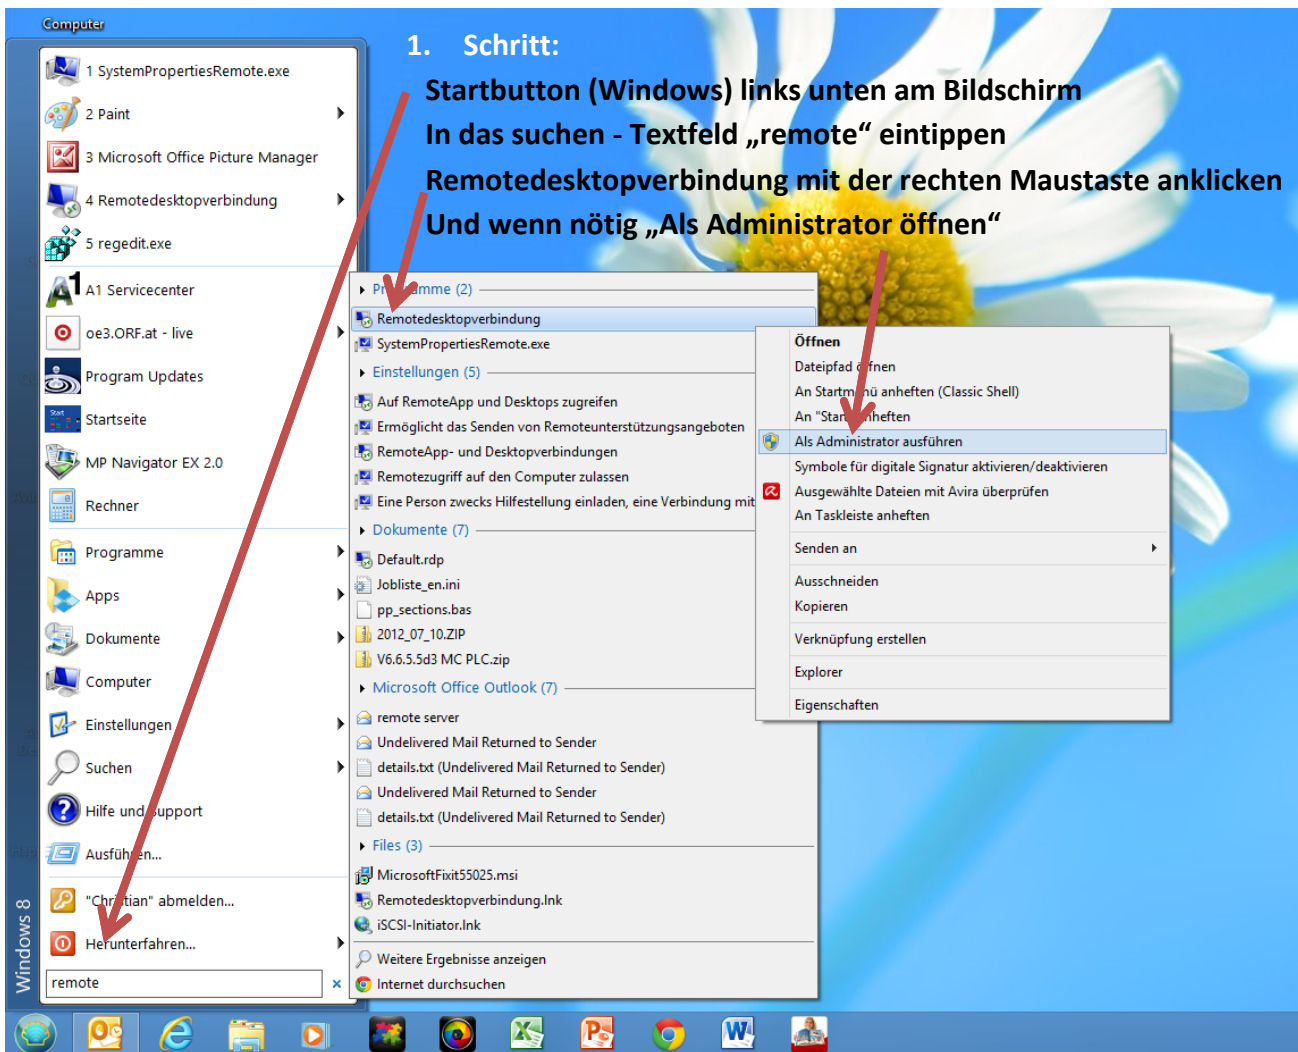 Computer
1. Schritt:
Startbutton (Windows) links unten am Bildschirm
In das suchen - Textfeld „remote“ eintippen
Remotedesktopverbindung mit der rechten Maustaste anklicken
Und wenn nötig „Als Administrator öffnen“
1 SystemPropertiesRemote.exe
2 Paint
3 Microsoft Office Picture Manager
4 Remotedesktopverbindung
5 regedit.exe
A1 Servicecenter
oe3.ORF.at - live
Program Updates
Startseite
MP Navigator EX 2.0
Rechner
Programme
Apps
Dokumente
Computer
Einstellungen
Suchen
Hilfe und Support
Ausführen...
"Christian" abmelden...
Herunterfahren...
remote
Windows 8
Programme (2)
Remotedesktopverbindung
SystemPropertiesRemote.exe
Einstellungen (5)
Auf RemoteApp und Desktops zugreifen
Ermöglicht das Senden von Remoteunterstützungsangeboten
RemoteApp- und Desktopverbindungen
Remotezugriff auf den Computer zulassen
Eine Person zwecks Hilfestellung einladen, eine Verbindung mit
Dokumente (7)
Default.rdp
Jobliste_en.ini
pp_sections.bas
2012_07_10.ZIP
V6.6.5.5d3 MC PLC.zip
Microsoft Office Outlook (7)
remote server
Undelivered Mail Returned to Sender
details.txt (Undelivered Mail Returned to Sender)
Undelivered Mail Returned to Sender
details.txt (Undelivered Mail Returned to Sender)
Files (3)
MicrosoftFixit55025.msi
Remotedesktopverbindung.lnk
iSCSI-Initiator.lnk
Weitere Ergebnisse anzeigen
Internet durchsuchen
Öffnen
Dateipfad öffnen
An Startmenü anheften (Classic Shell)
An "Start" anheften
Als Administrator ausführen
Symbole für digitale Signatur aktivieren/deaktivieren
Ausgewählte Dateien mit Avira überprüfen
An Taskleiste anheften
Senden an
Ausschneiden
Kopieren
Verknüpfung erstellen
Explorer
Eigenschaften